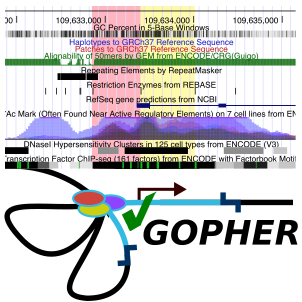 00 | 109,633,000 | 109,634,000 | 109,635,000 |
GC Percent in 5-Base Windows
Haplotypes to GRCh37 Reference Sequence
Patches to GRCh37 Reference Sequence
Alignability of 50mers by GEM from ENCODE/CRG(Guigo)
Repeating Elements by RepeatMasker
Restriction Enzymes from REBASE
RefSeq gene predictions from NCBI
Ac Mark (Often Found Near Active Regulatory Elements) on 7 cell lines from EN
DNaseI Hypersensitivity Clusters in 125 cell types from ENCODE (V3)
Transcription Factor ChIP-seq (161 factors) from ENCODE with Factorbook Moti
GOPHER